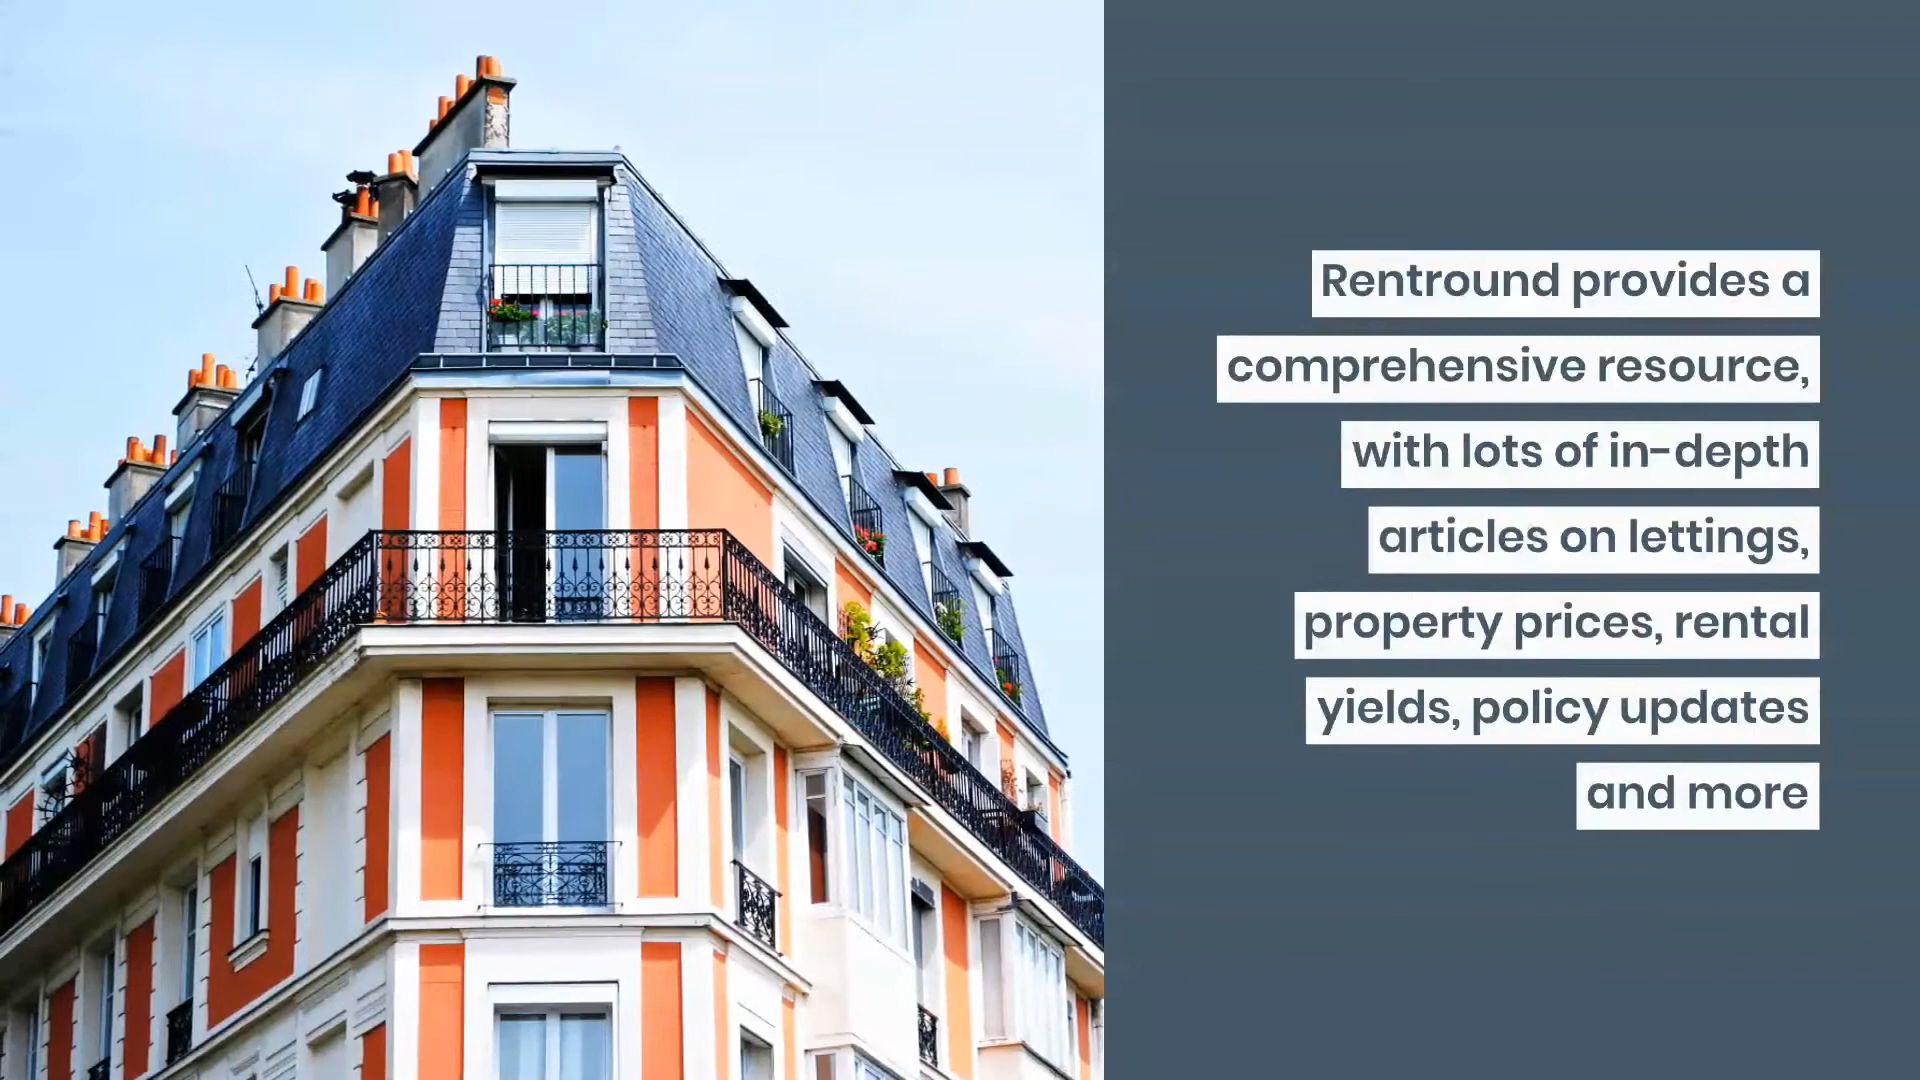 Rentround provides a
comprehensive resource,
with lots of in-depth
articles on lettings,
property prices, rental
yields, policy updates
and more